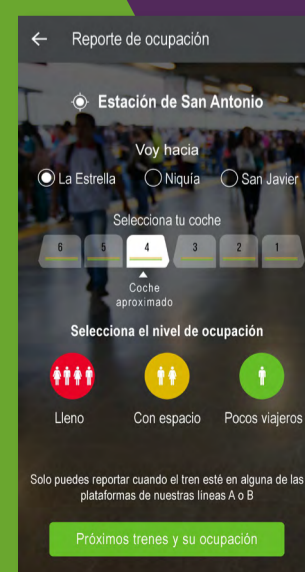 Reporte de ocupación
Estación de San Antonio
Voy hacia
La Estrella Niquía San Javier
Selecciona tu coche
6 5 4 3 2 1
Coche
aproximado
Selecciona el nivel de ocupación
Lleno Con espacio Pocos viajeros
Solo puedes reportar cuando el tren esté en alguna de las
plataformas de nuestras líneas A o B
Próximos trenes y su ocupación